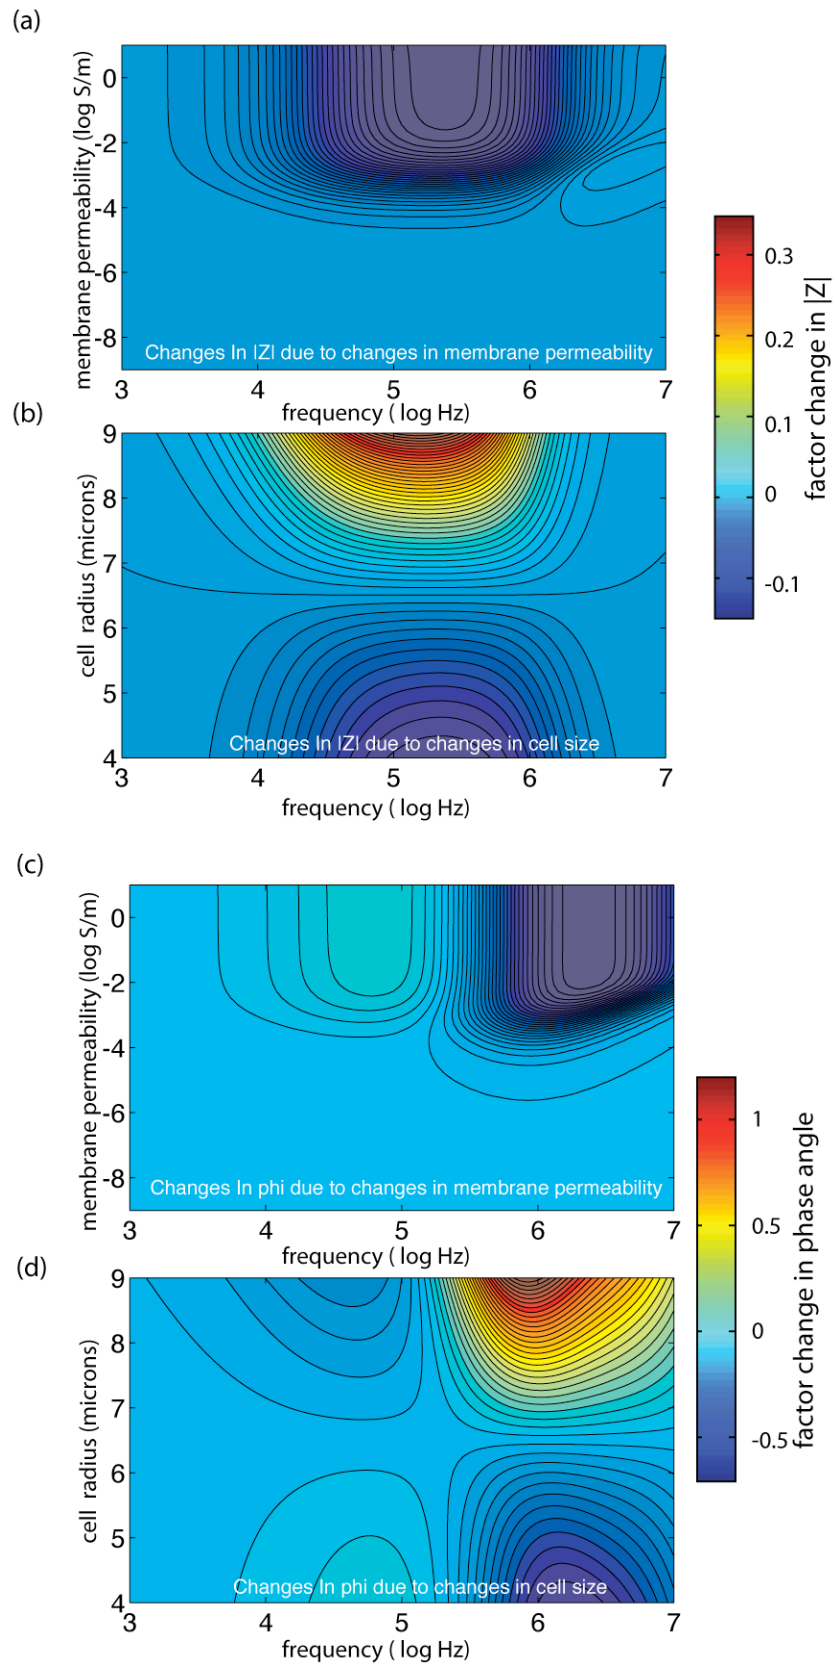 (a)
membrane permeability (log S/m)
0
-2
-4
-6
-8
Changes In |Z| due to changes in membrane permeability
3 4 5 6 7
frequency ( log Hz)
factor change in |Z|
0.3
0.2
0.1
0
-0.1
(b)
cell radius (microns)
9
8
7
6
5
4
Changes In |Z| due to changes in cell size
3 4 5 6 7
frequency ( log Hz)
(c)
membrane permeability (log S/m)
0
-2
-4
-6
-8
Changes In phi due to changes in membrane permeability
3 4 5 6 7
frequency ( log Hz)
factor change in phase angle
1
0.5
0
-0.5
(d)
cell radius (microns)
9
8
7
6
5
4
Changes In phi due to changes in cell size
3 4 5 6 7
frequency ( log Hz)